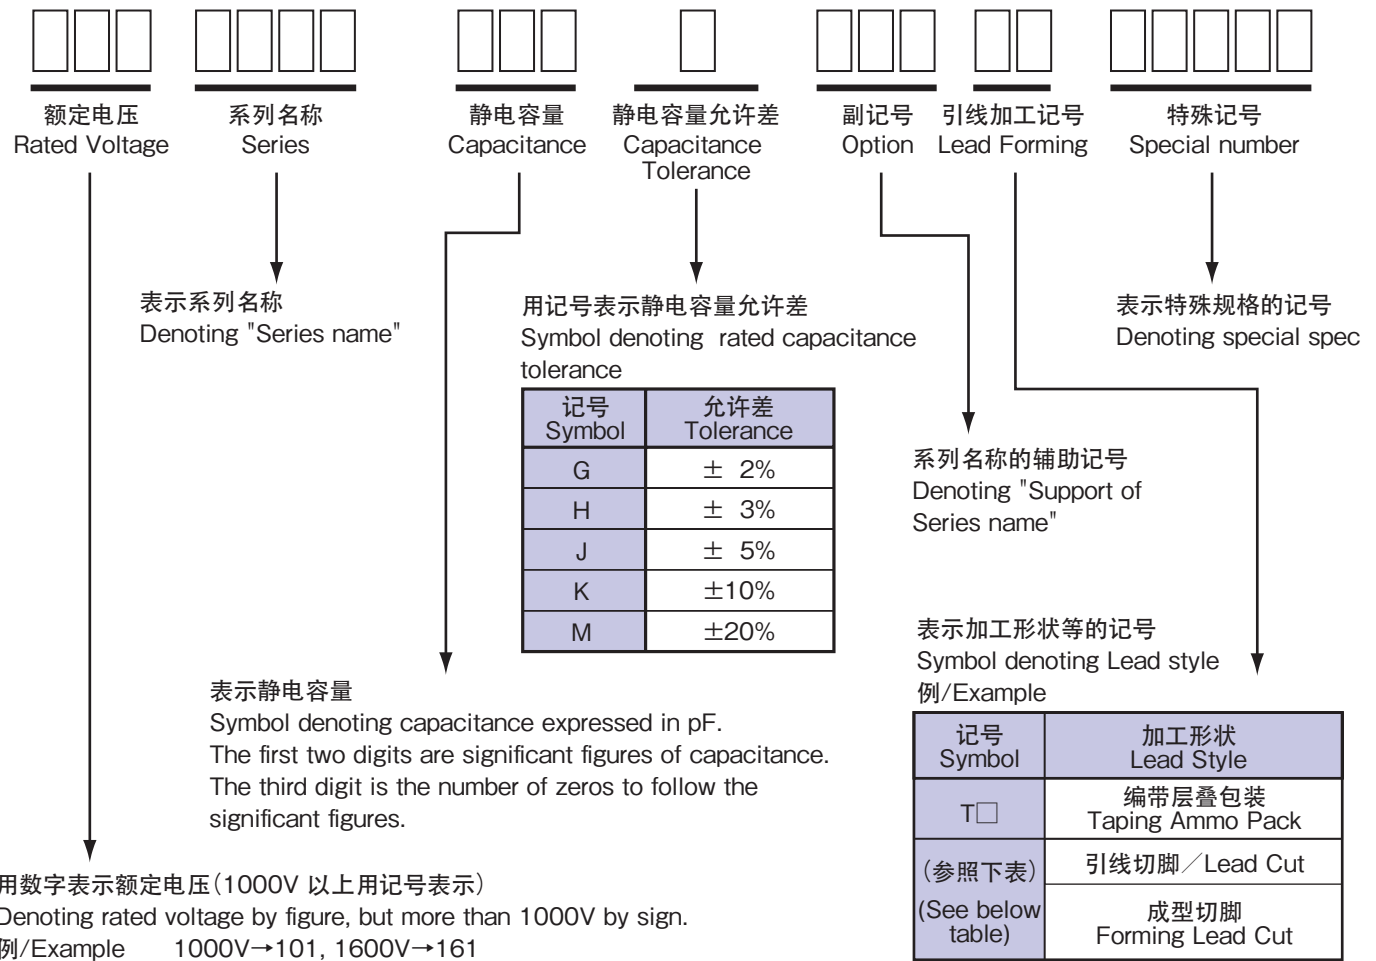 额定电压
Rated Voltage
系列名称
Series
静电容量
Capacitance
静电容量允许差
Capacitance
Tolerance
副记号
Option
引线加工记号
Lead Forming
特殊记号
Special number
表示系列名称
Denoting "Series name"
用记号表示静电容量允许差
Symbol denoting rated capacitance
tolerance
记号 允许差
Symbol Tolerance
G ± 2%
H ± 3%
J ± 5%
K ±10%
M ±20%
表示特殊规格的记号
Denoting special spec
系列名称的辅助记号
Denoting "Support of
Series name"
表示加工形状等的记号
Symbol denoting Lead style
例/Example
记号 加工形状
Symbol Lead Style
T□ 编带层叠包装
Taping Ammo Pack
(参照下表)
(See below
table)
引线切脚／Lead Cut
成型切脚
Forming Lead Cut
表示静电容量
Symbol denoting capacitance expressed in pF.
The first two digits are significant figures of capacitance.
The third digit is the number of zeros to follow the
significant figures.
用数字表示额定电压(1000V 以上用记号表示)
Denoting rated voltage by figure, but more than 1000V by sign.
例/Example 1000V→101, 1600V→161